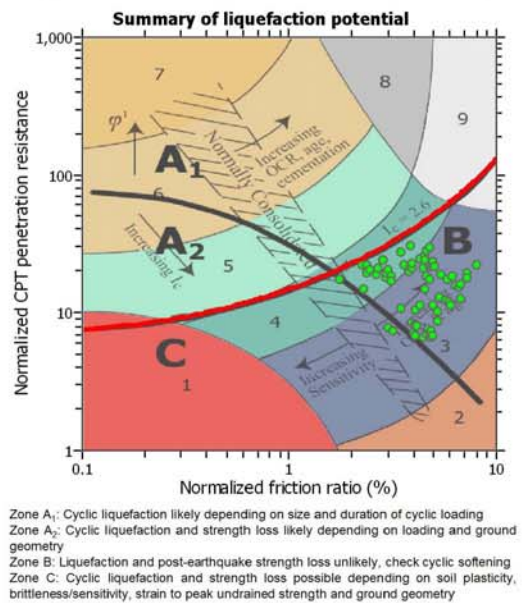 Summary of liquefaction potential
Normalized CPT penetration resistance
1,000
100
10
1
7
8
9
φ'
A1
Normally Consolidated
Increasing
OCR, age,
cementation
6
A2
Increasing Ic
5
Ic = 2.6
B
4
C
1
Increasing
Sensitivity
3
2
0.1
1
10
Normalized friction ratio (%)
Zone A1: Cyclic liquefaction likely depending on size and duration of cyclic loading
Zone A2: Cyclic liquefaction and strength loss likely depending on loading and ground
geometry
Zone B: Liquefaction and post-earthquake strength loss unlikely, check cyclic softening
Zone C: Cyclic liquefaction and strength loss possible depending on soil plasticity,
brittleness/sensitivity, strain to peak undrained strength and ground geometry